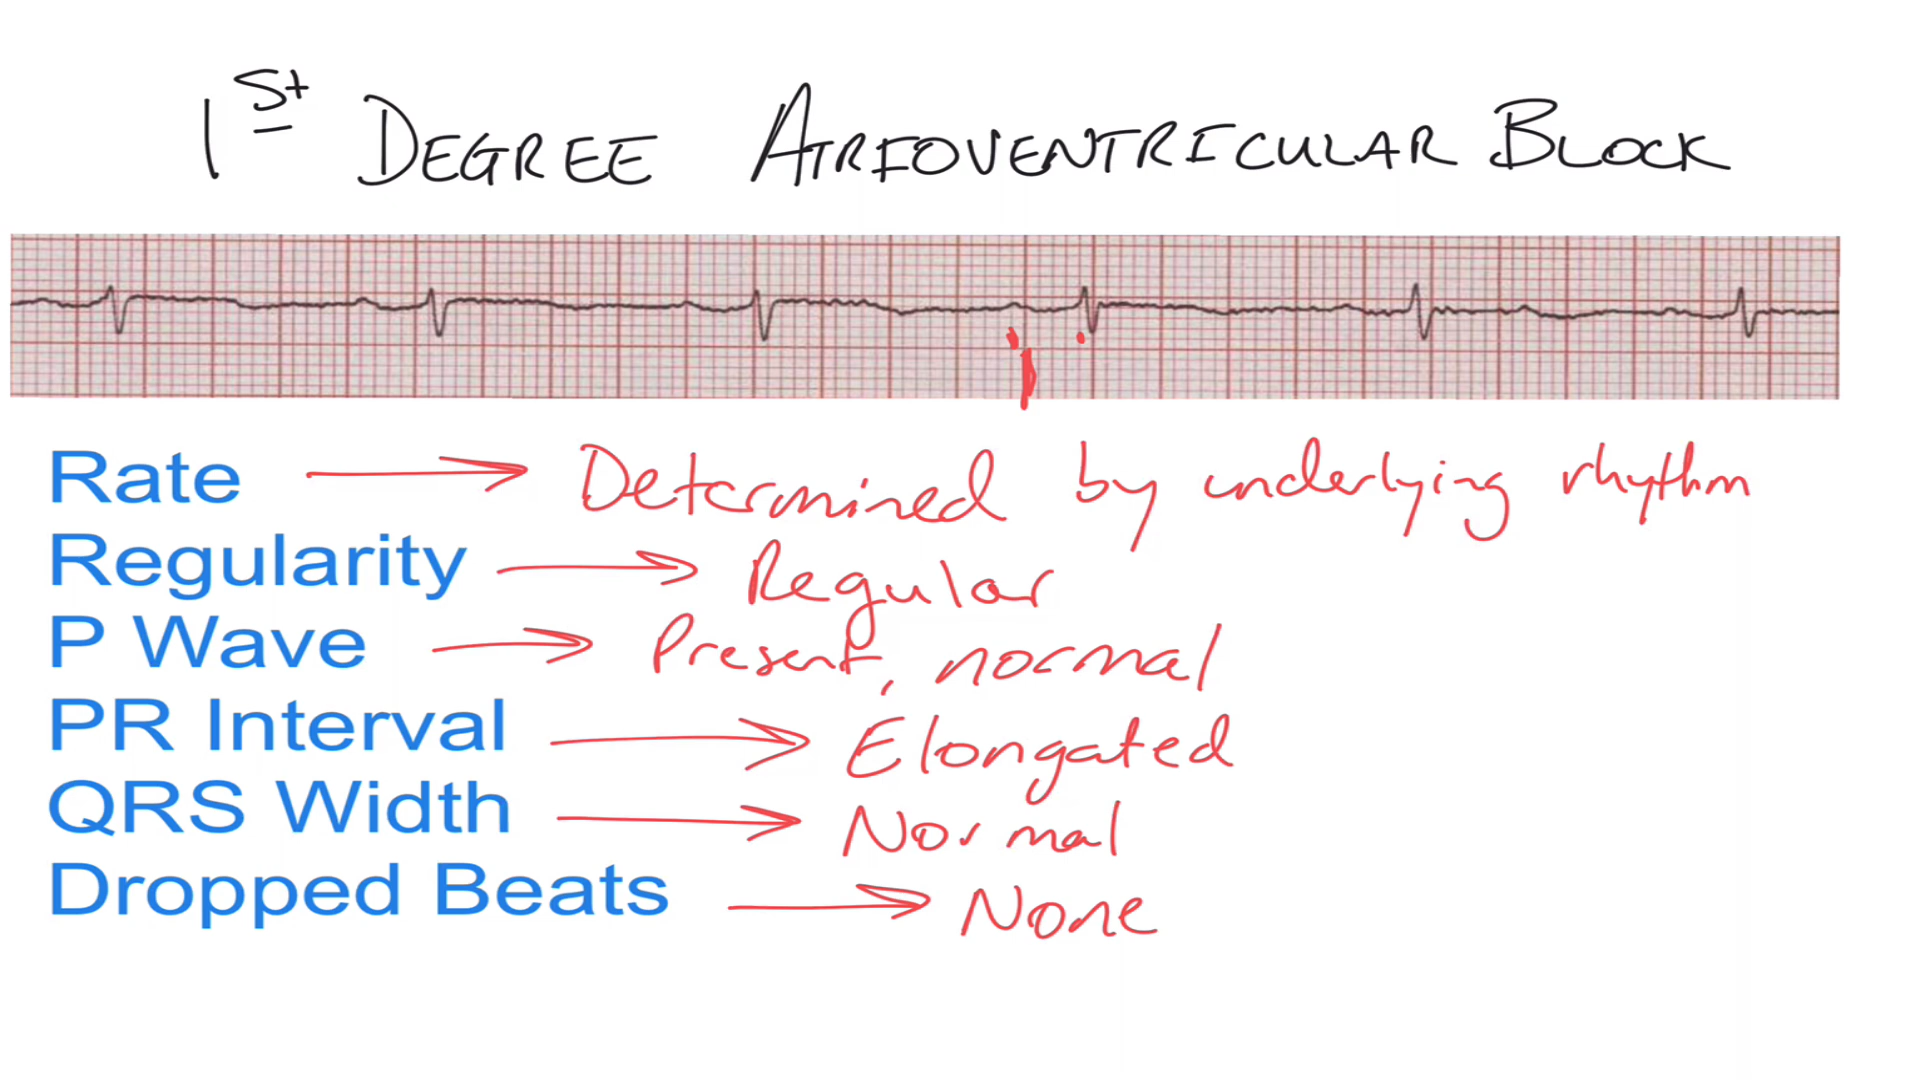 1st DEGREE ATRIOVENTRICULAR BLOCK
Rate → Determined by underlying rhythm
Regularity → Regular
P Wave → Present, normal
PR Interval → Elongated
QRS Width → Normal
Dropped Beats → None